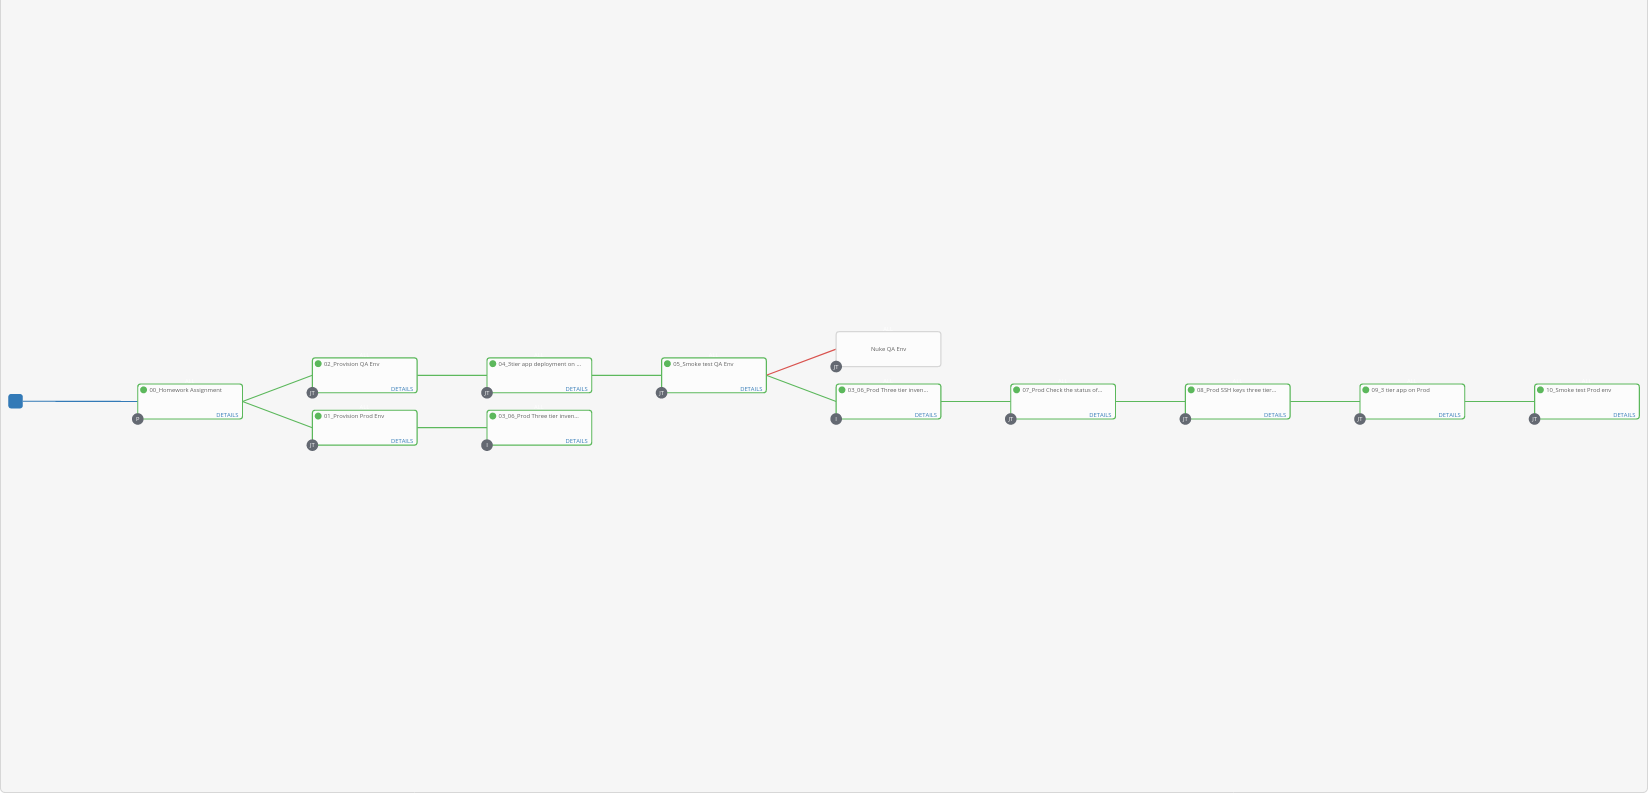 Nuke QA Env
JT
02_Provision QA Env
DETAILS
JT
04_3tier app deployment on ...
DETAILS
JT
05_Smoke test QA Env
DETAILS
JT
00_Homework Assignment
DETAILS
P
03_06_Prod Three tier inven...
DETAILS
I
07_Prod Check the status of...
DETAILS
JT
08_Prod SSH keys three tier...
DETAILS
JT
09_3 tier app on Prod
DETAILS
JT
10_Smoke test Prod env
DETAILS
JT
01_Provision Prod Env
DETAILS
JT
03_06_Prod Three tier inven...
DETAILS
I